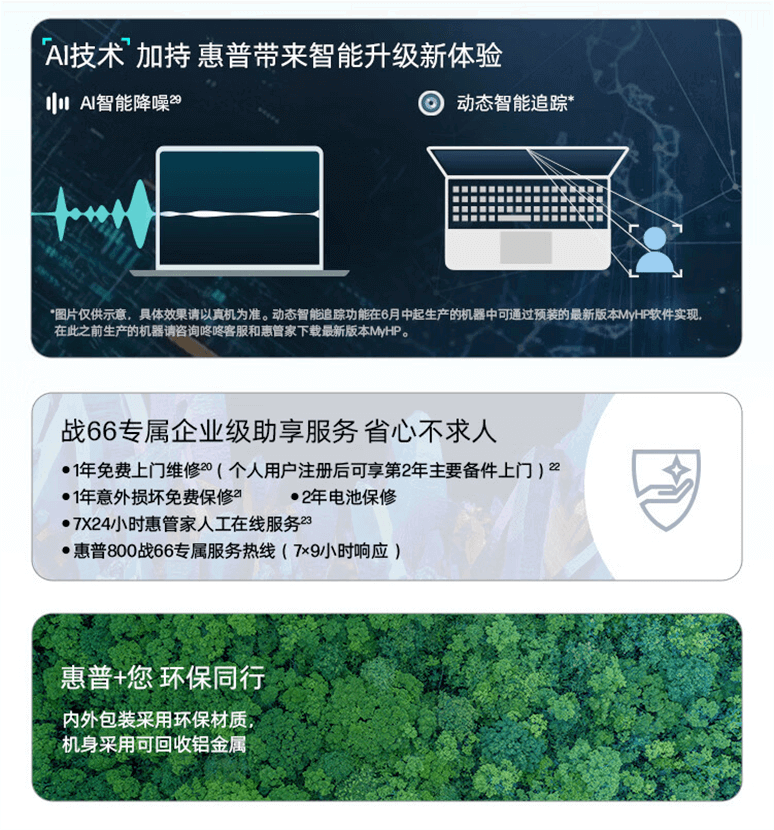 AI技术 加持 惠普带来智能升级新体验
AI智能降噪29
动态智能追踪*
*图片仅供示意，具体效果请以真机为准。动态智能追踪功能在6月中起生产的机器中可通过预装的最新版本MyHP软件实现，
在此之前生产的机器请咨询咚咚客服和惠管家下载最新版本MyHP。
战66专属企业级助享服务 省心不求人
●1年免费上门维修20（个人用户注册后可享第2年主要备件上门）22
●1年意外损坏免费保修21 ●2年电池保修
●7X24小时惠管家人工在线服务23
●惠普800战66专属服务热线（7×9小时响应）
惠普+您 环保同行
内外包装采用环保材质，
机身采用可回收铝金属